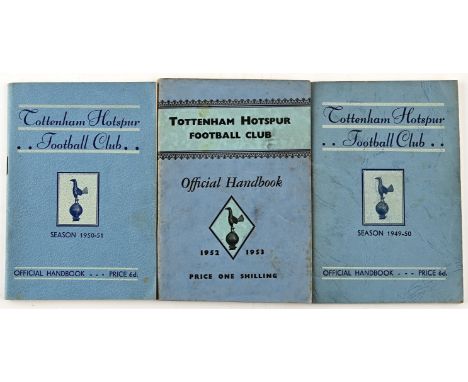 Tottenham Hotspur
. . Football Club. .
SEASON 1950-51
OFFICIAL HANDBOOK - - - PRICE 6d.
TOTTENHAM HOTSPUR
FOOTBALL CLUB
Official Handbook
1952 1953
PRICE ONE SHILLING
Tottenham Hotspur
. . Football Club . .
SEASON 1949-50
OFFICIAL HANDBOOK - - - PRICE 6d.